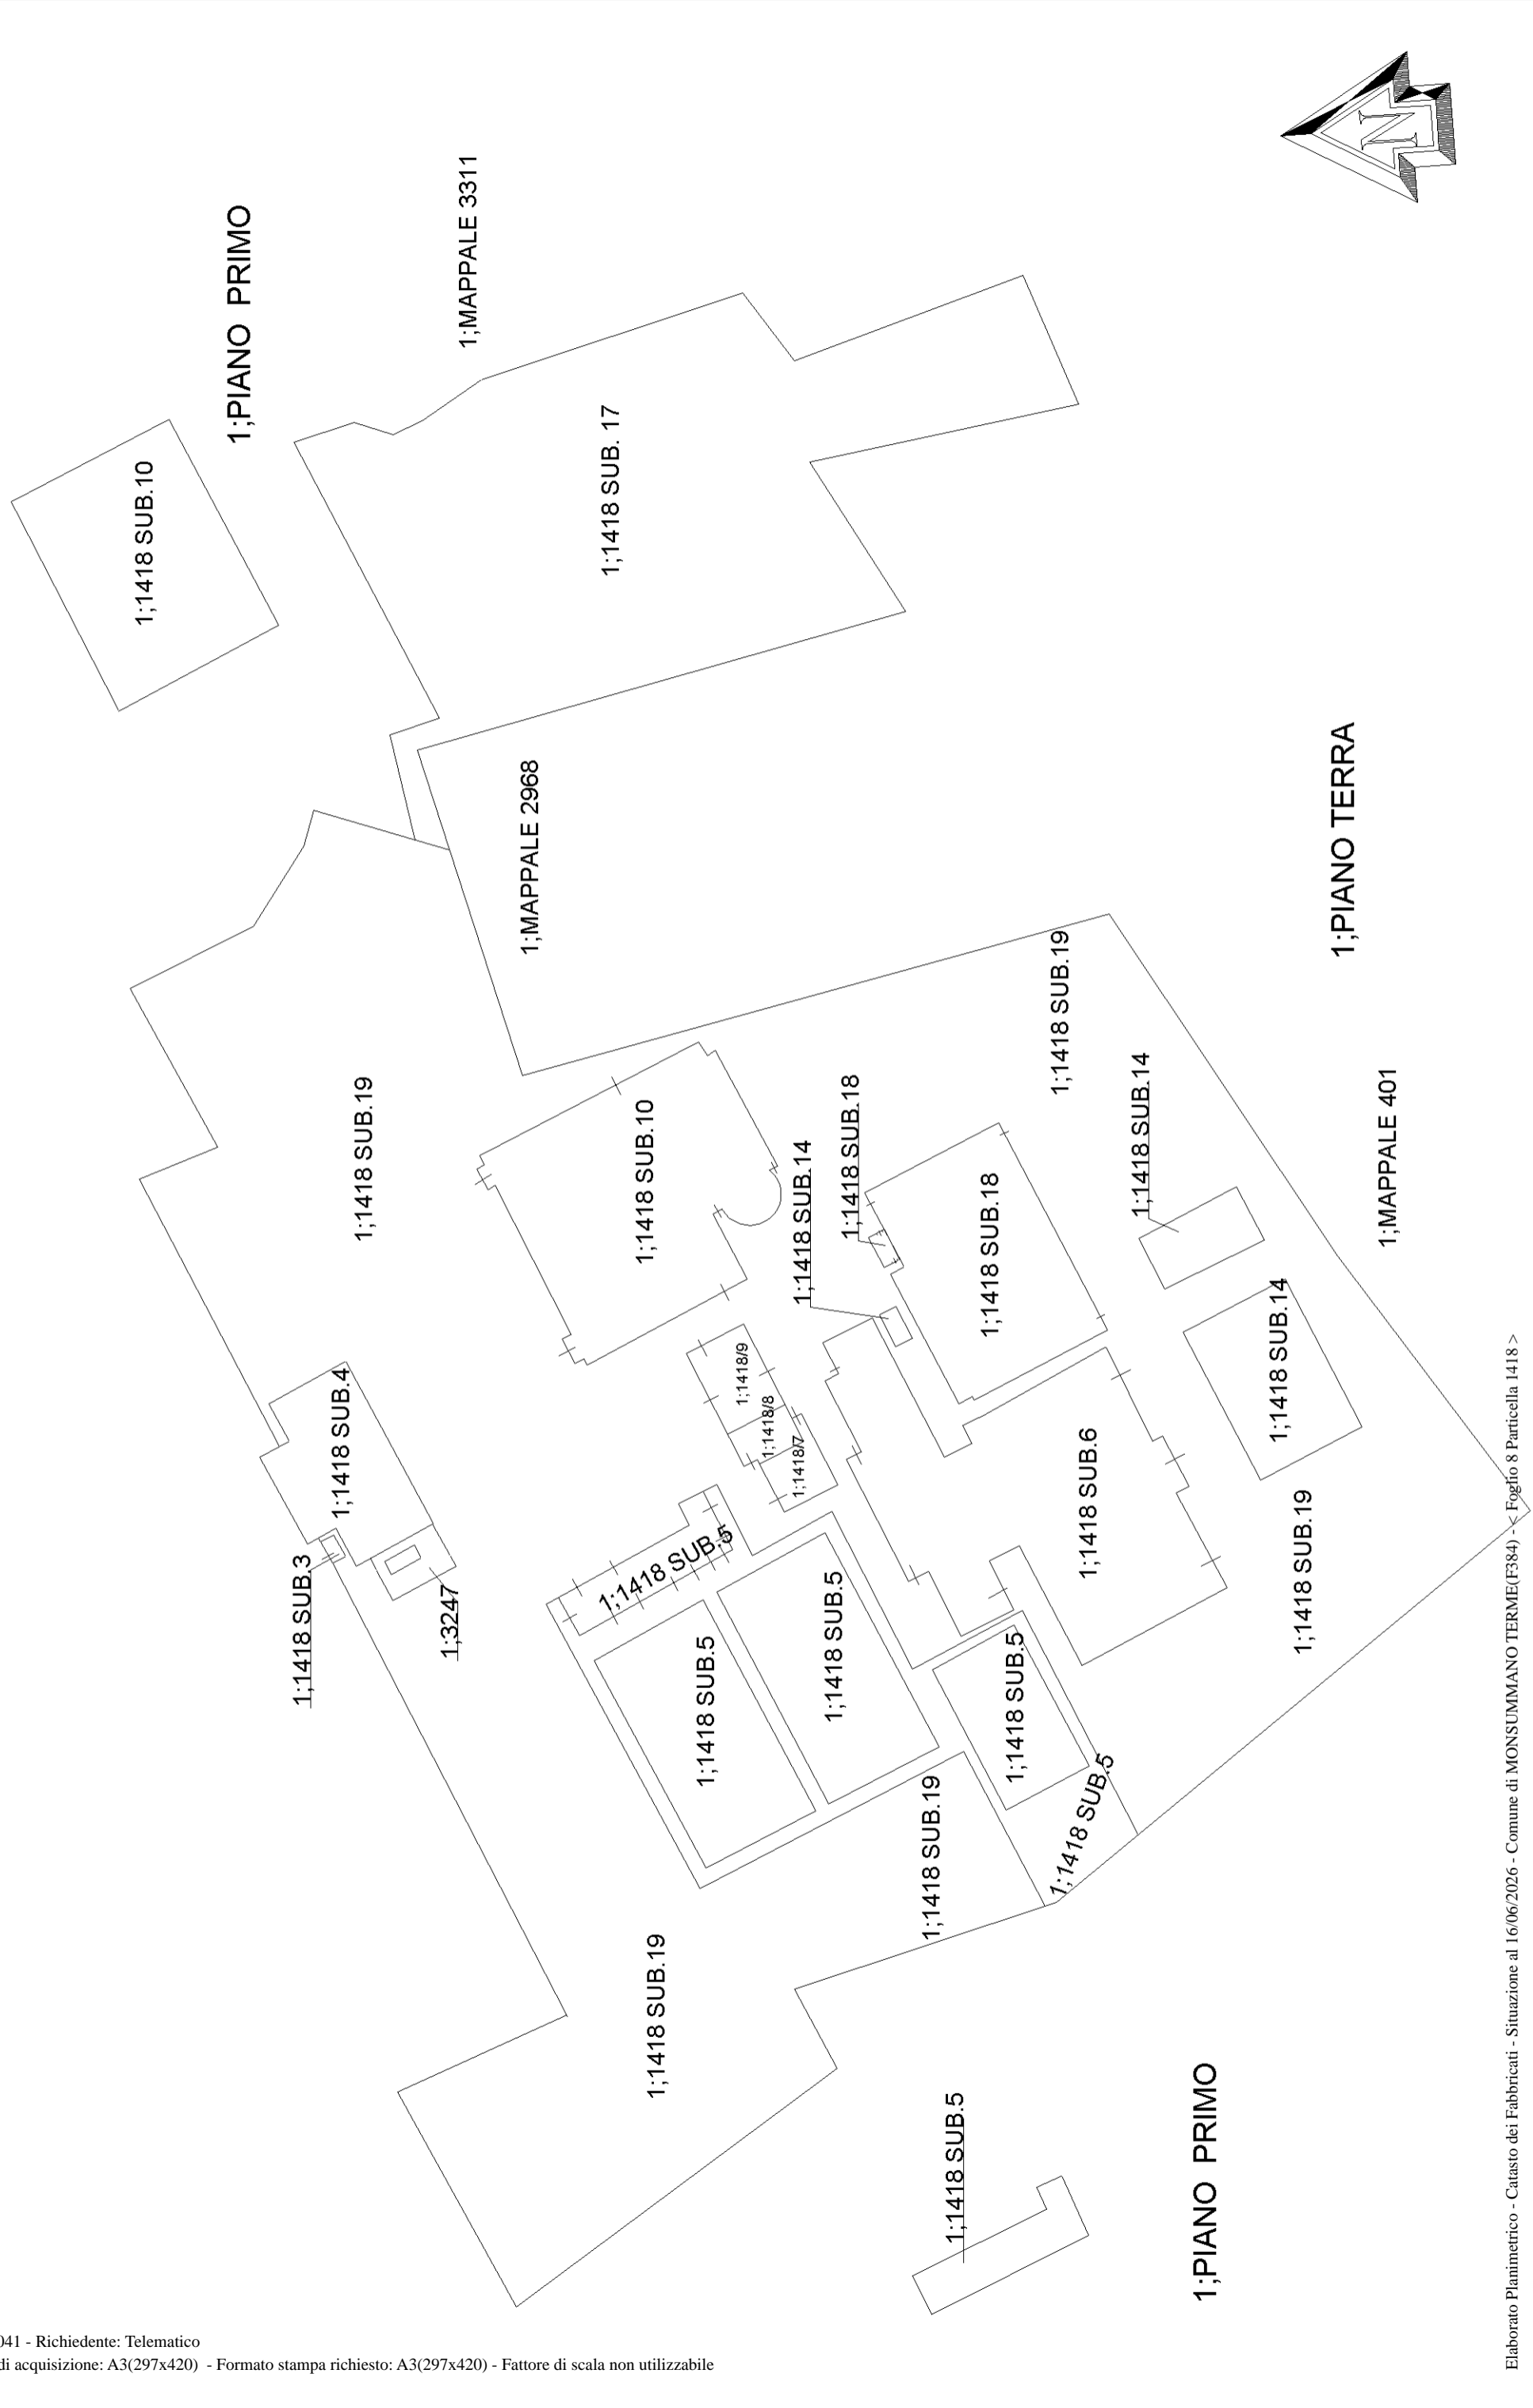 1;PIANO  PRIMO
1;MAPPALE 3311
1;1418 SUB.10
1;1418 SUB. 17
N
1;MAPPALE 2968
1;PIANO TERRA
1;1418 SUB.19
1;1418 SUB.10
1;1418 SUB.14
1;1418 SUB.18
1;1418 SUB.19
1;1418 SUB.14
1;MAPPALE 401
1;1418 SUB.18
1;1418 SUB.4
1;1418/9
1;1418/8
1;1418/7
1;1418 SUB.14
1;1418 SUB.6
1;1418 SUB.19
1;1418 SUB.3
1;3247
1;1418 SUB.5
1;1418 SUB.5
1;1418 SUB.5
1;1418 SUB.5
1;1418 SUB.5
1;1418 SUB.19
1;1418 SUB.19
1;1418 SUB.5
1;PIANO  PRIMO
Elaborato Planimetrico - Catasto dei Fabbricati - Situazione al 16/06/2026 - Comune di MONSUMMANO TERME(F384) - < Foglio 8 Particella 1418 >
041 - Richiedente: Telematico
di acquisizione: A3(297x420)  - Formato stampa richiesto: A3(297x420) - Fattore di scala non utilizzabile